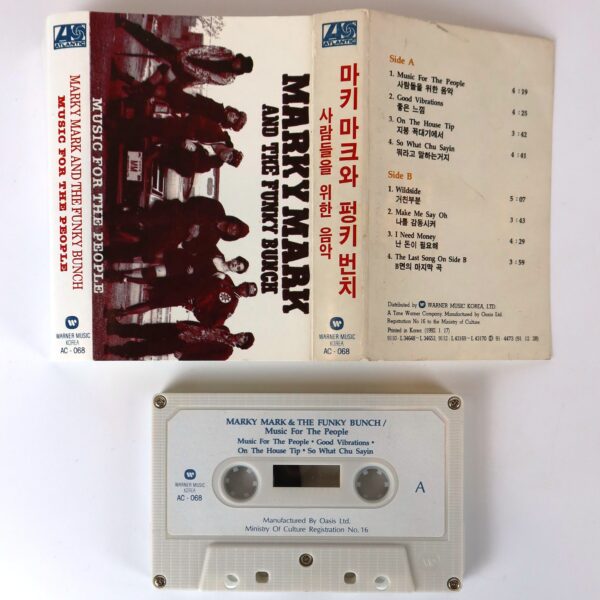 MARKY MARK AND THE FUNKY BUNCH
MUSIC FOR THE PEOPLE
WARNER MUSIC
KOREA
AC - 068
ATLANTIC
MARKY MARK
AND THE FUNKY BUNCH
MUSIC FOR THE PEOPLE
M
ATLANTIC
마키 마크와 펑키 번치
사람들을 위한 음악
WARNER MUSIC
KOREA
AC - 068
Side A
1. Music For The People 4 : 19
사람들을 위한 음악
2. Good Vibrations 4 : 25
좋은 느낌
3. On The House Tip 3 : 42
지붕 꼭대기에서
4. So What Chu Sayin 4 : 41
뭐라고 말하는거지
Side B
1. Wildside 5 : 07
거친부분
2. Make Me Say Oh 3 : 43
나를 감동시켜
3. I Need Money 4 : 29
난 돈이 필요해
4. The Last Song On Side B 3 : 59
B면의 마지막 곡
Distributed by WARNER MUSIC KOREA, LTD.
A Time Warner Company. Manufactured by Oasis Ltd.
Registration No. 16 to the Ministry of Culture.
Printed in Korea (1992. 1. 17)
MARKY MARK & THE FUNKY BUNCH /
Music For The People
Music For The People · Good Vibrations ·
On The House Tip · So What Chu Sayin
WARNER MUSIC
KOREA
AC - 068
A
Manufactured By Oasis Ltd.
Ministry Of Culture Registration No. 16